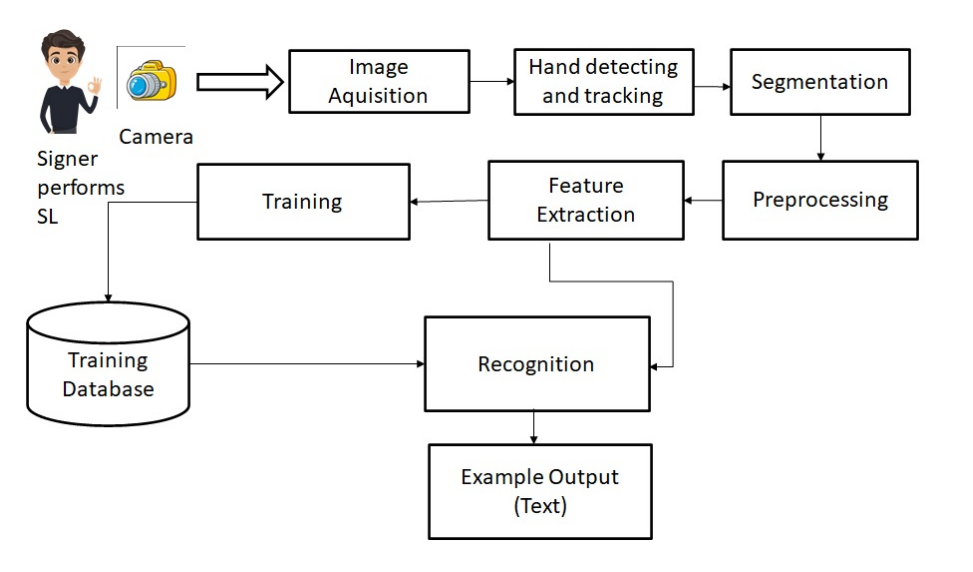 Image
Aquisition
Hand detecting
and tracking
Segmentation
Camera
Signer
performs
SL
Training
Feature
Extraction
Preprocessing
Training
Database
Recognition
Example Output
(Text)